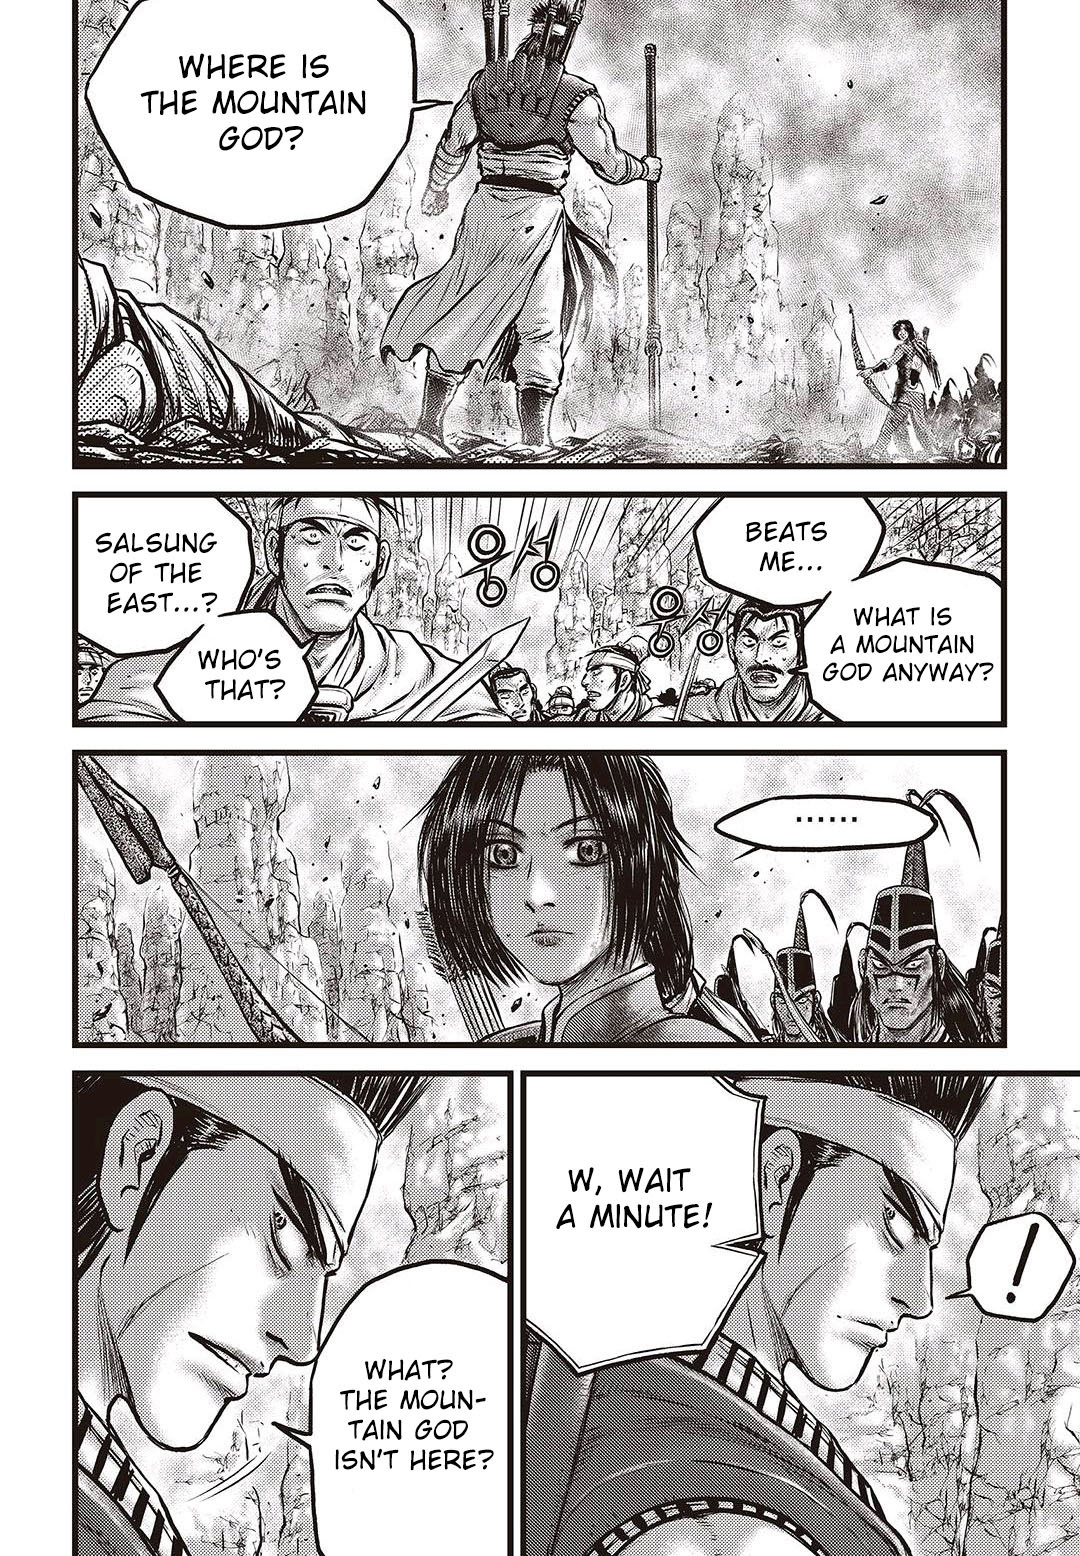 WHERE IS
THE MOUNTAIN
GOD?
SALSUNG
OF THE
EAST...?
WHO'S
THAT?
BEATS
ME...
WHAT IS
A MOUNTAIN
GOD ANYWAY?
......
WHAT?
THE MOUN-
TAIN GOD
ISN'T HERE?
W, WAIT
A MINUTE!
!